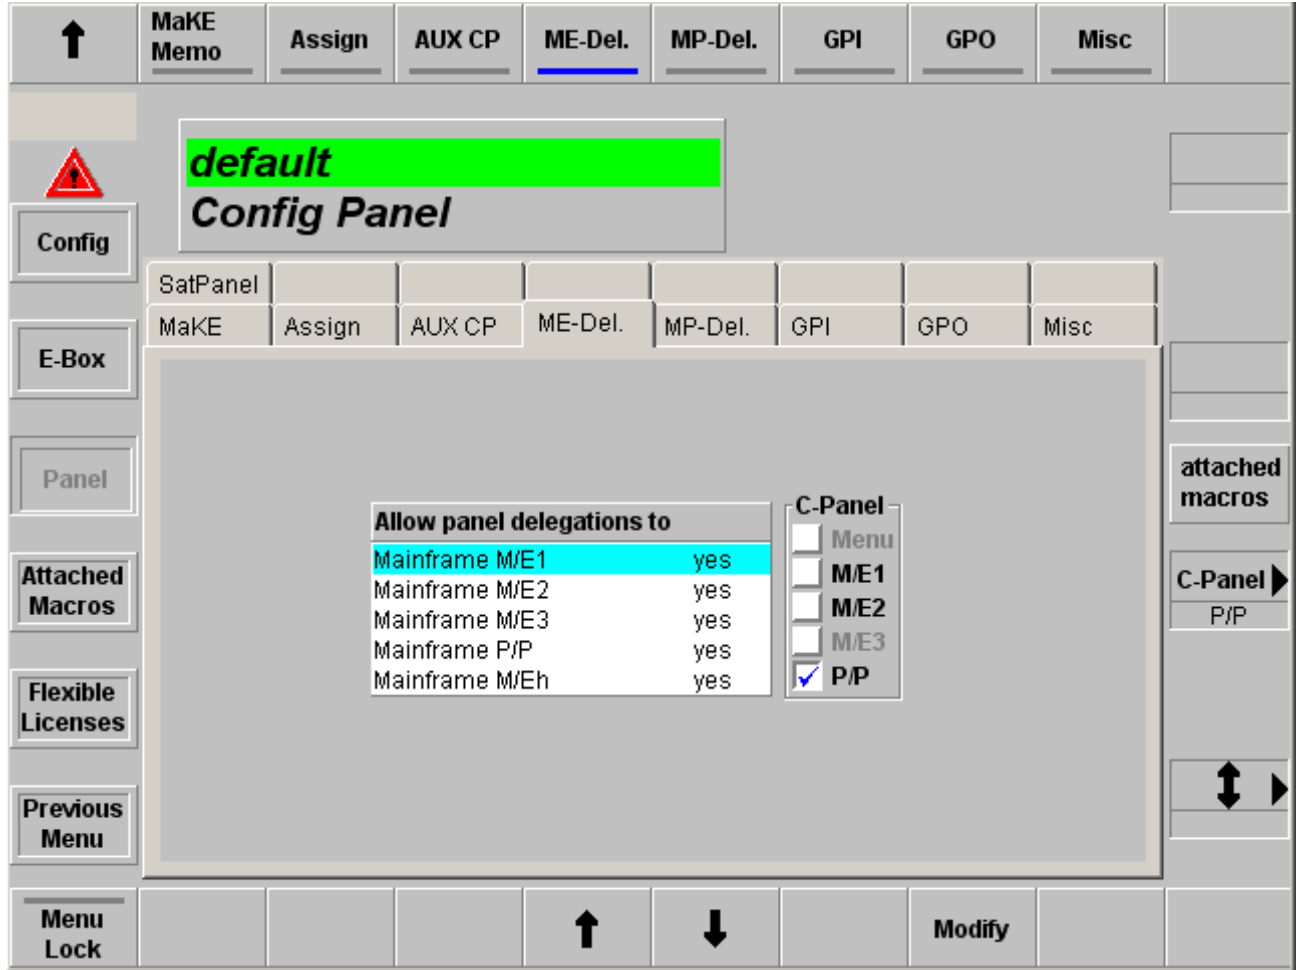 MaKE
Memo
Assign
AUX CP
ME-Del.
MP-Del.
GPI
GPO
Misc
default
Config Panel
Config
SatPanel
MaKE
Assign
AUX CP
ME-Del.
MP-Del.
GPI
GPO
Misc
E-Box
Panel
attached
macros
Allow panel delegations to
Mainframe M/E1 yes
Mainframe M/E2 yes
Mainframe M/E3 yes
Mainframe P/P yes
Mainframe M/Eh yes
C-Panel
Menu
M/E1
M/E2
M/E3
P/P
Attached
Macros
C-Panel
P/P
Flexible
Licenses
Previous
Menu
Menu
Lock
Modify